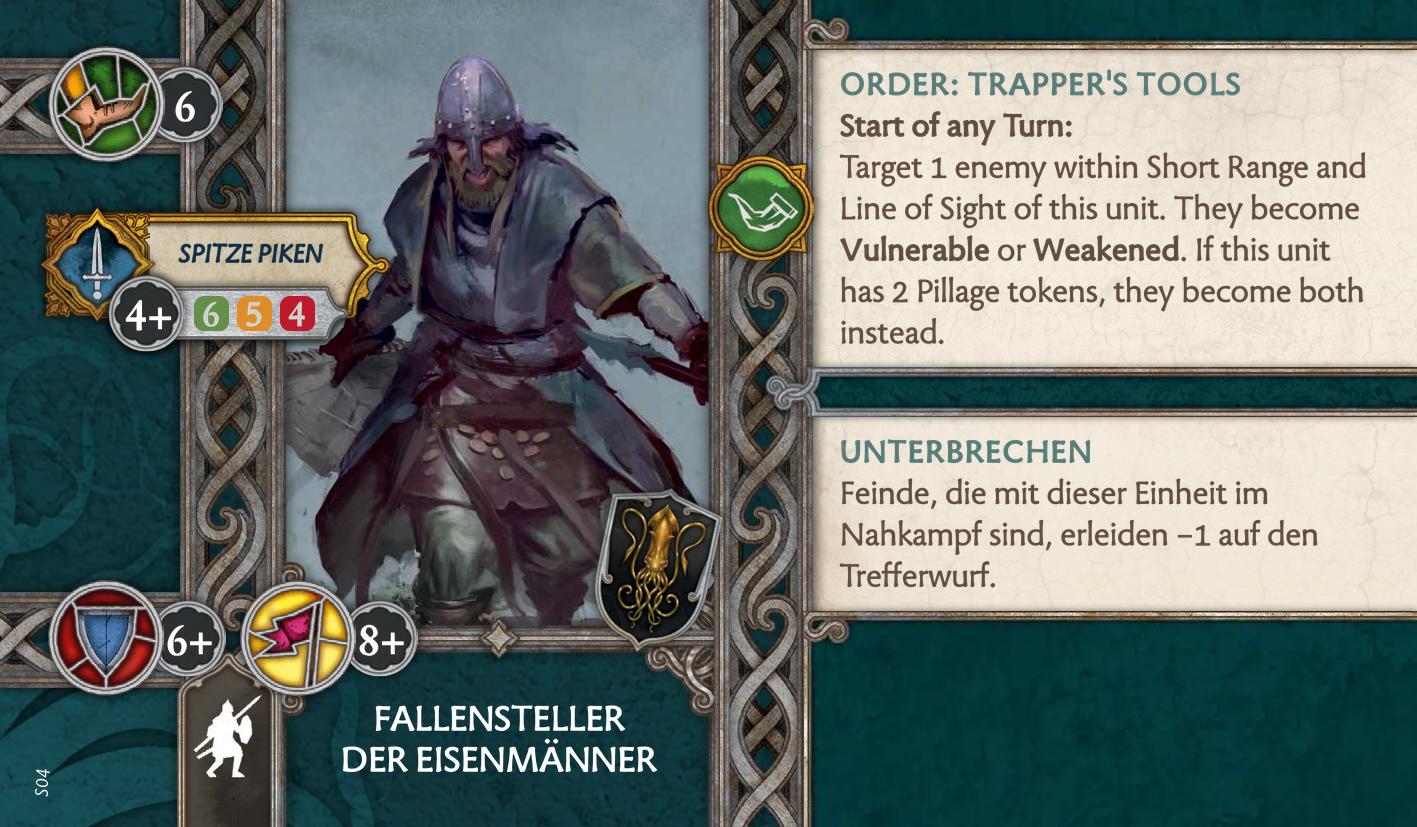 6
SPITZE PIKEN
4+ 6 5 4
6+ 8+
FALLENSTELLER
DER EISENMÄNNER
S04
ORDER: TRAPPER'S TOOLS
Start of any Turn:
Target 1 enemy within Short Range and
Line of Sight of this unit. They become
Vulnerable or Weakened. If this unit
has 2 Pillage tokens, they become both
instead.
UNTERBRECHEN
Feinde, die mit dieser Einheit im
Nahkampf sind, erleiden –1 auf den
Trefferwurf.